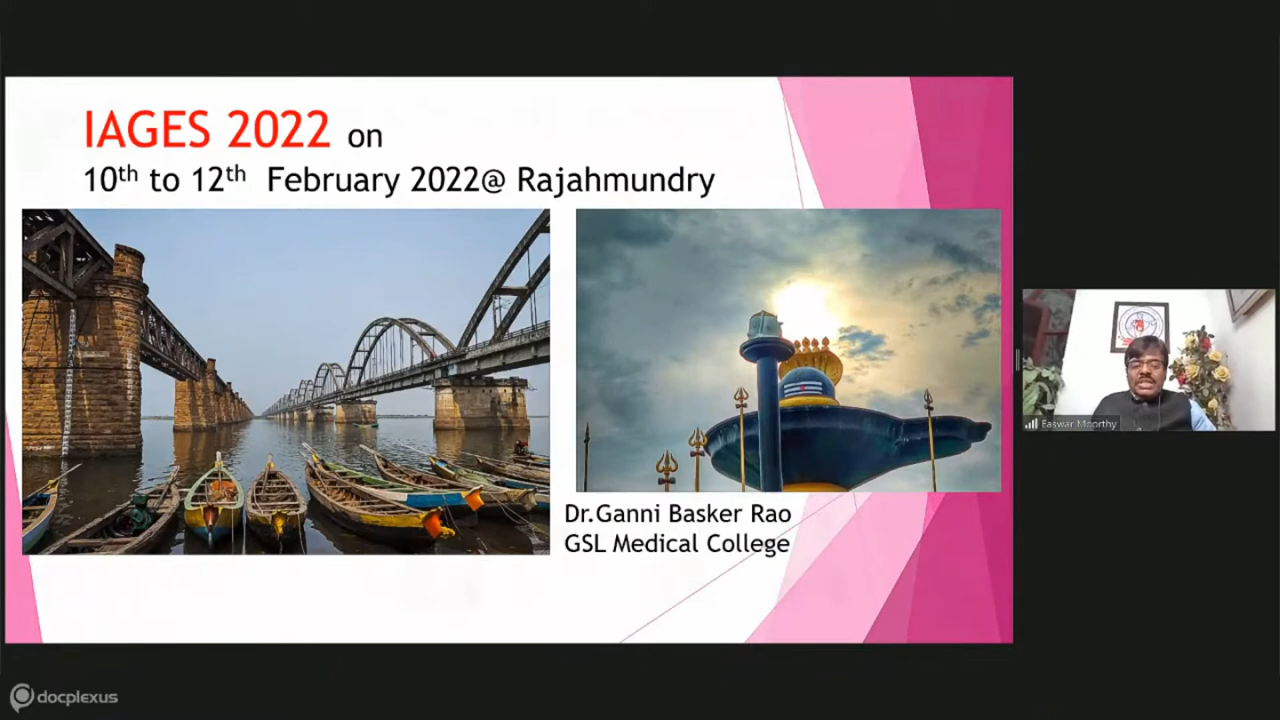 IAGES 2022 on
10th to 12th February 2022@ Rajahmundry
Dr.Ganni Basker Rao
GSL Medical College
Easwar Moorthy
docplexus